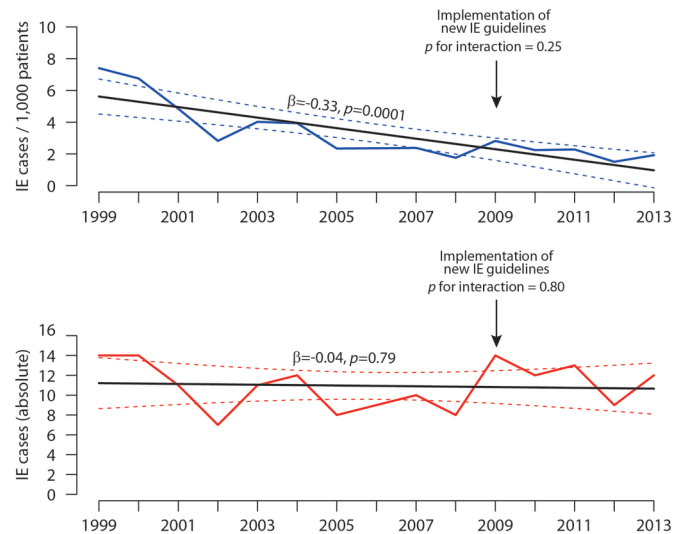 Implementation of
new IE guidelines
p for interaction = 0.25
IE cases / 1,000 patients
10
8
6
4
2
0
β=-0.33, p=0.0001
1999 2001 2003 2005 2007 2009 2011 2013
Implementation of
new IE guidelines
p for interaction = 0.80
IE cases (absolute)
16
14
12
10
8
6
4
2
0
β=-0.04, p=0.79
1999 2001 2003 2005 2007 2009 2011 2013